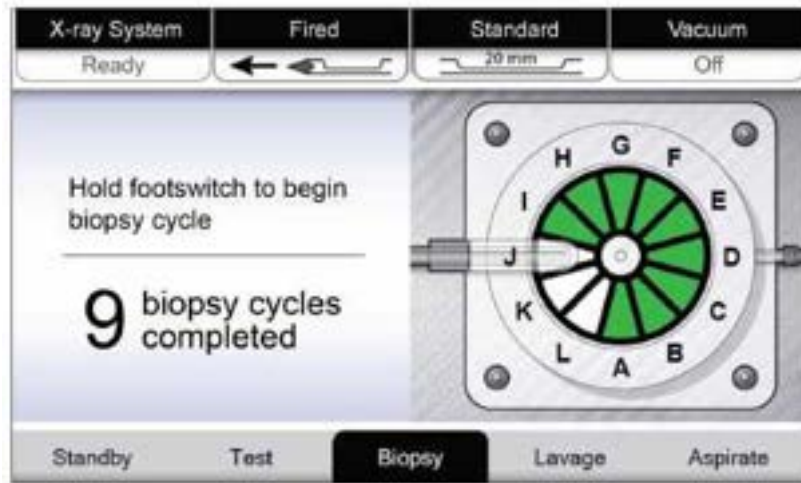 X-ray System Fired Standard Vacuum
Ready 20 mm Off
Hold footswitch to begin
biopsy cycle
9 biopsy cycles
completed
G
H F
I E
J D
K C
L B
A
Standby Test Biopsy Lavage Aspirate